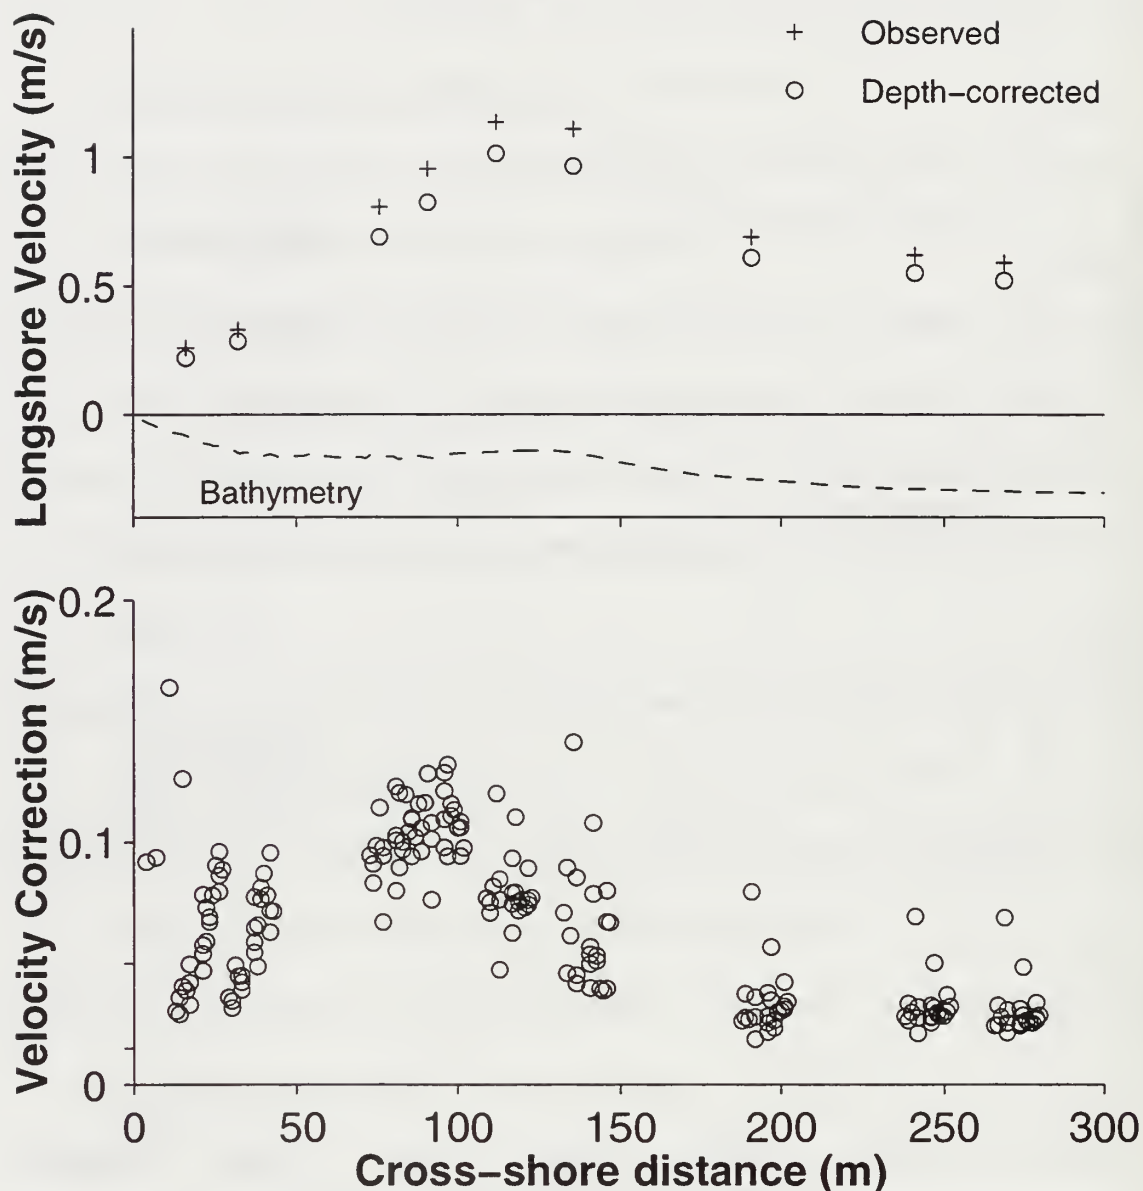 Observed
Depth–corrected
Longshore Velocity (m/s)
1
0.5
0
Bathymetry
Velocity Correction (m/s)
0.2
0.1
0
0 50 100 150 200 250 300
Cross–shore distance (m)